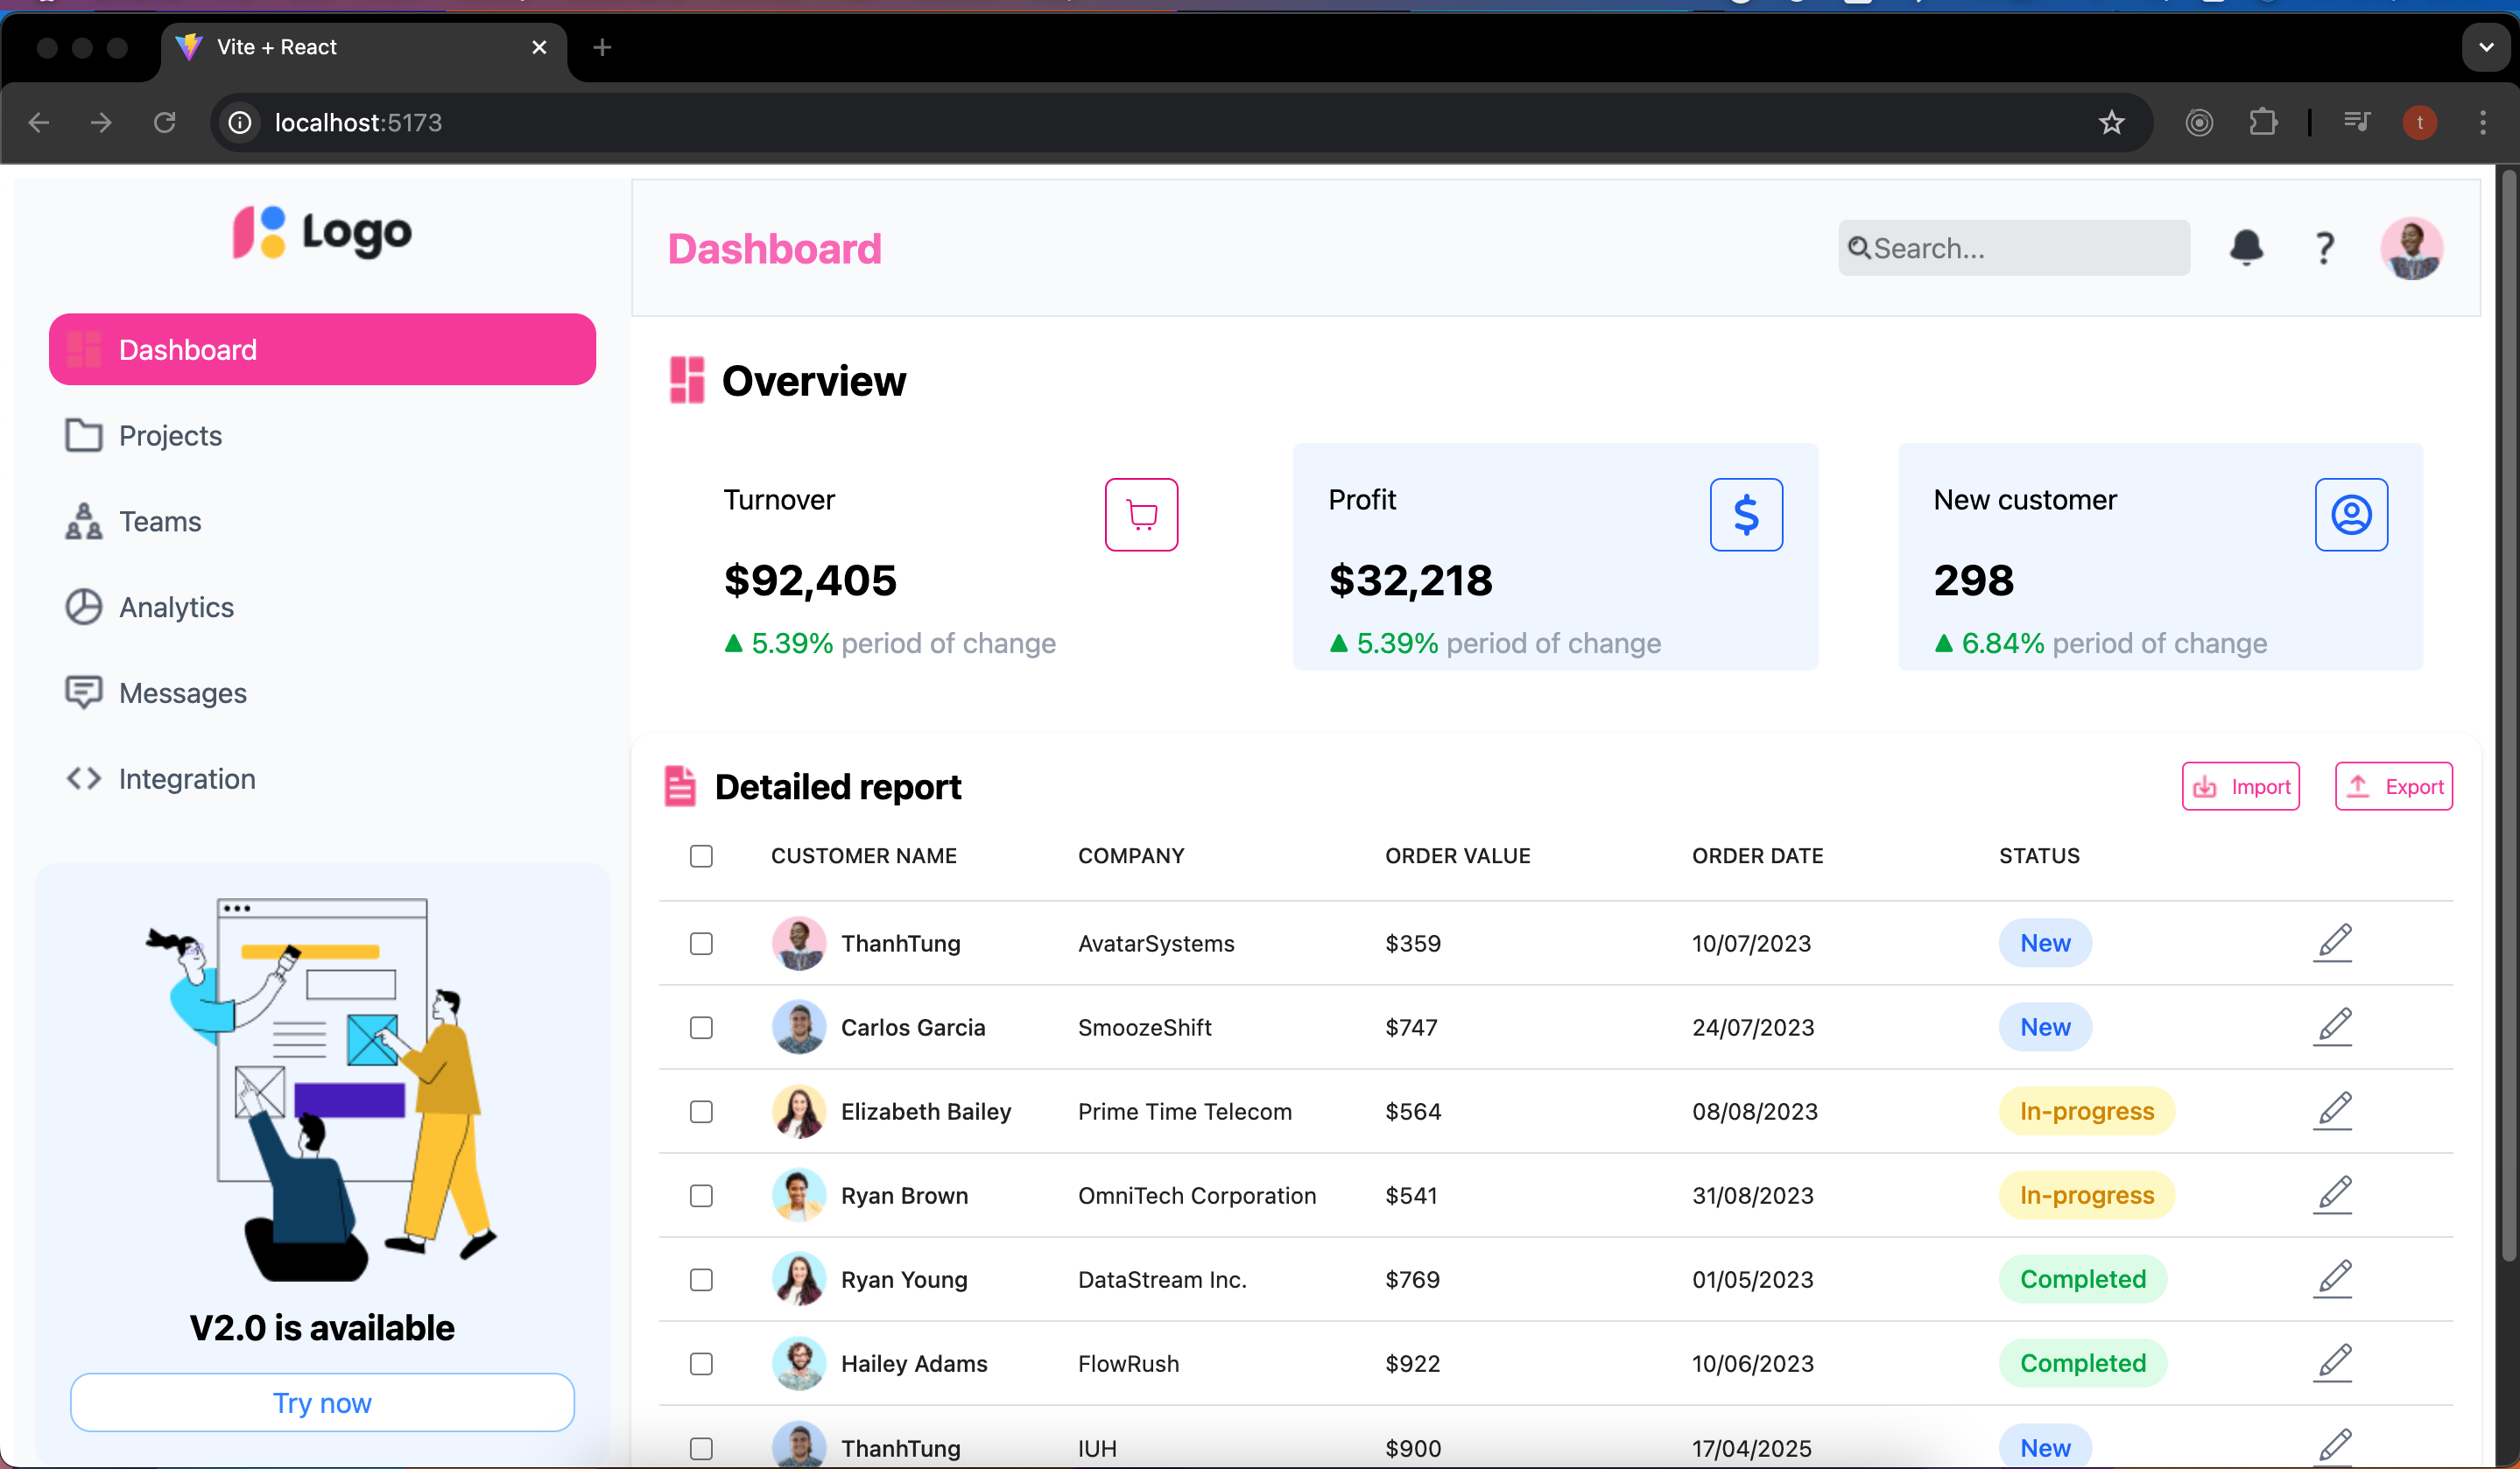 Vite + React
localhost:5173
t
Logo
Dashboard
Projects
Teams
Analytics
Messages
Integration
V2.0 is available
Try now
Dashboard
Search...
Overview
Turnover
$92,405
5.39% period of change
Profit
$32,218
5.39% period of change
New customer
298
6.84% period of change
Detailed report
Import
Export
CUSTOMER NAME COMPANY ORDER VALUE ORDER DATE STATUS
ThanhTung AvatarSystems $359 10/07/2023 New
Carlos Garcia SmoozeShift $747 24/07/2023 New
Elizabeth Bailey Prime Time Telecom $564 08/08/2023 In-progress
Ryan Brown OmniTech Corporation $541 31/08/2023 In-progress
Ryan Young DataStream Inc. $769 01/05/2023 Completed
Hailey Adams FlowRush $922 10/06/2023 Completed
ThanhTung IUH $900 17/04/2025 New